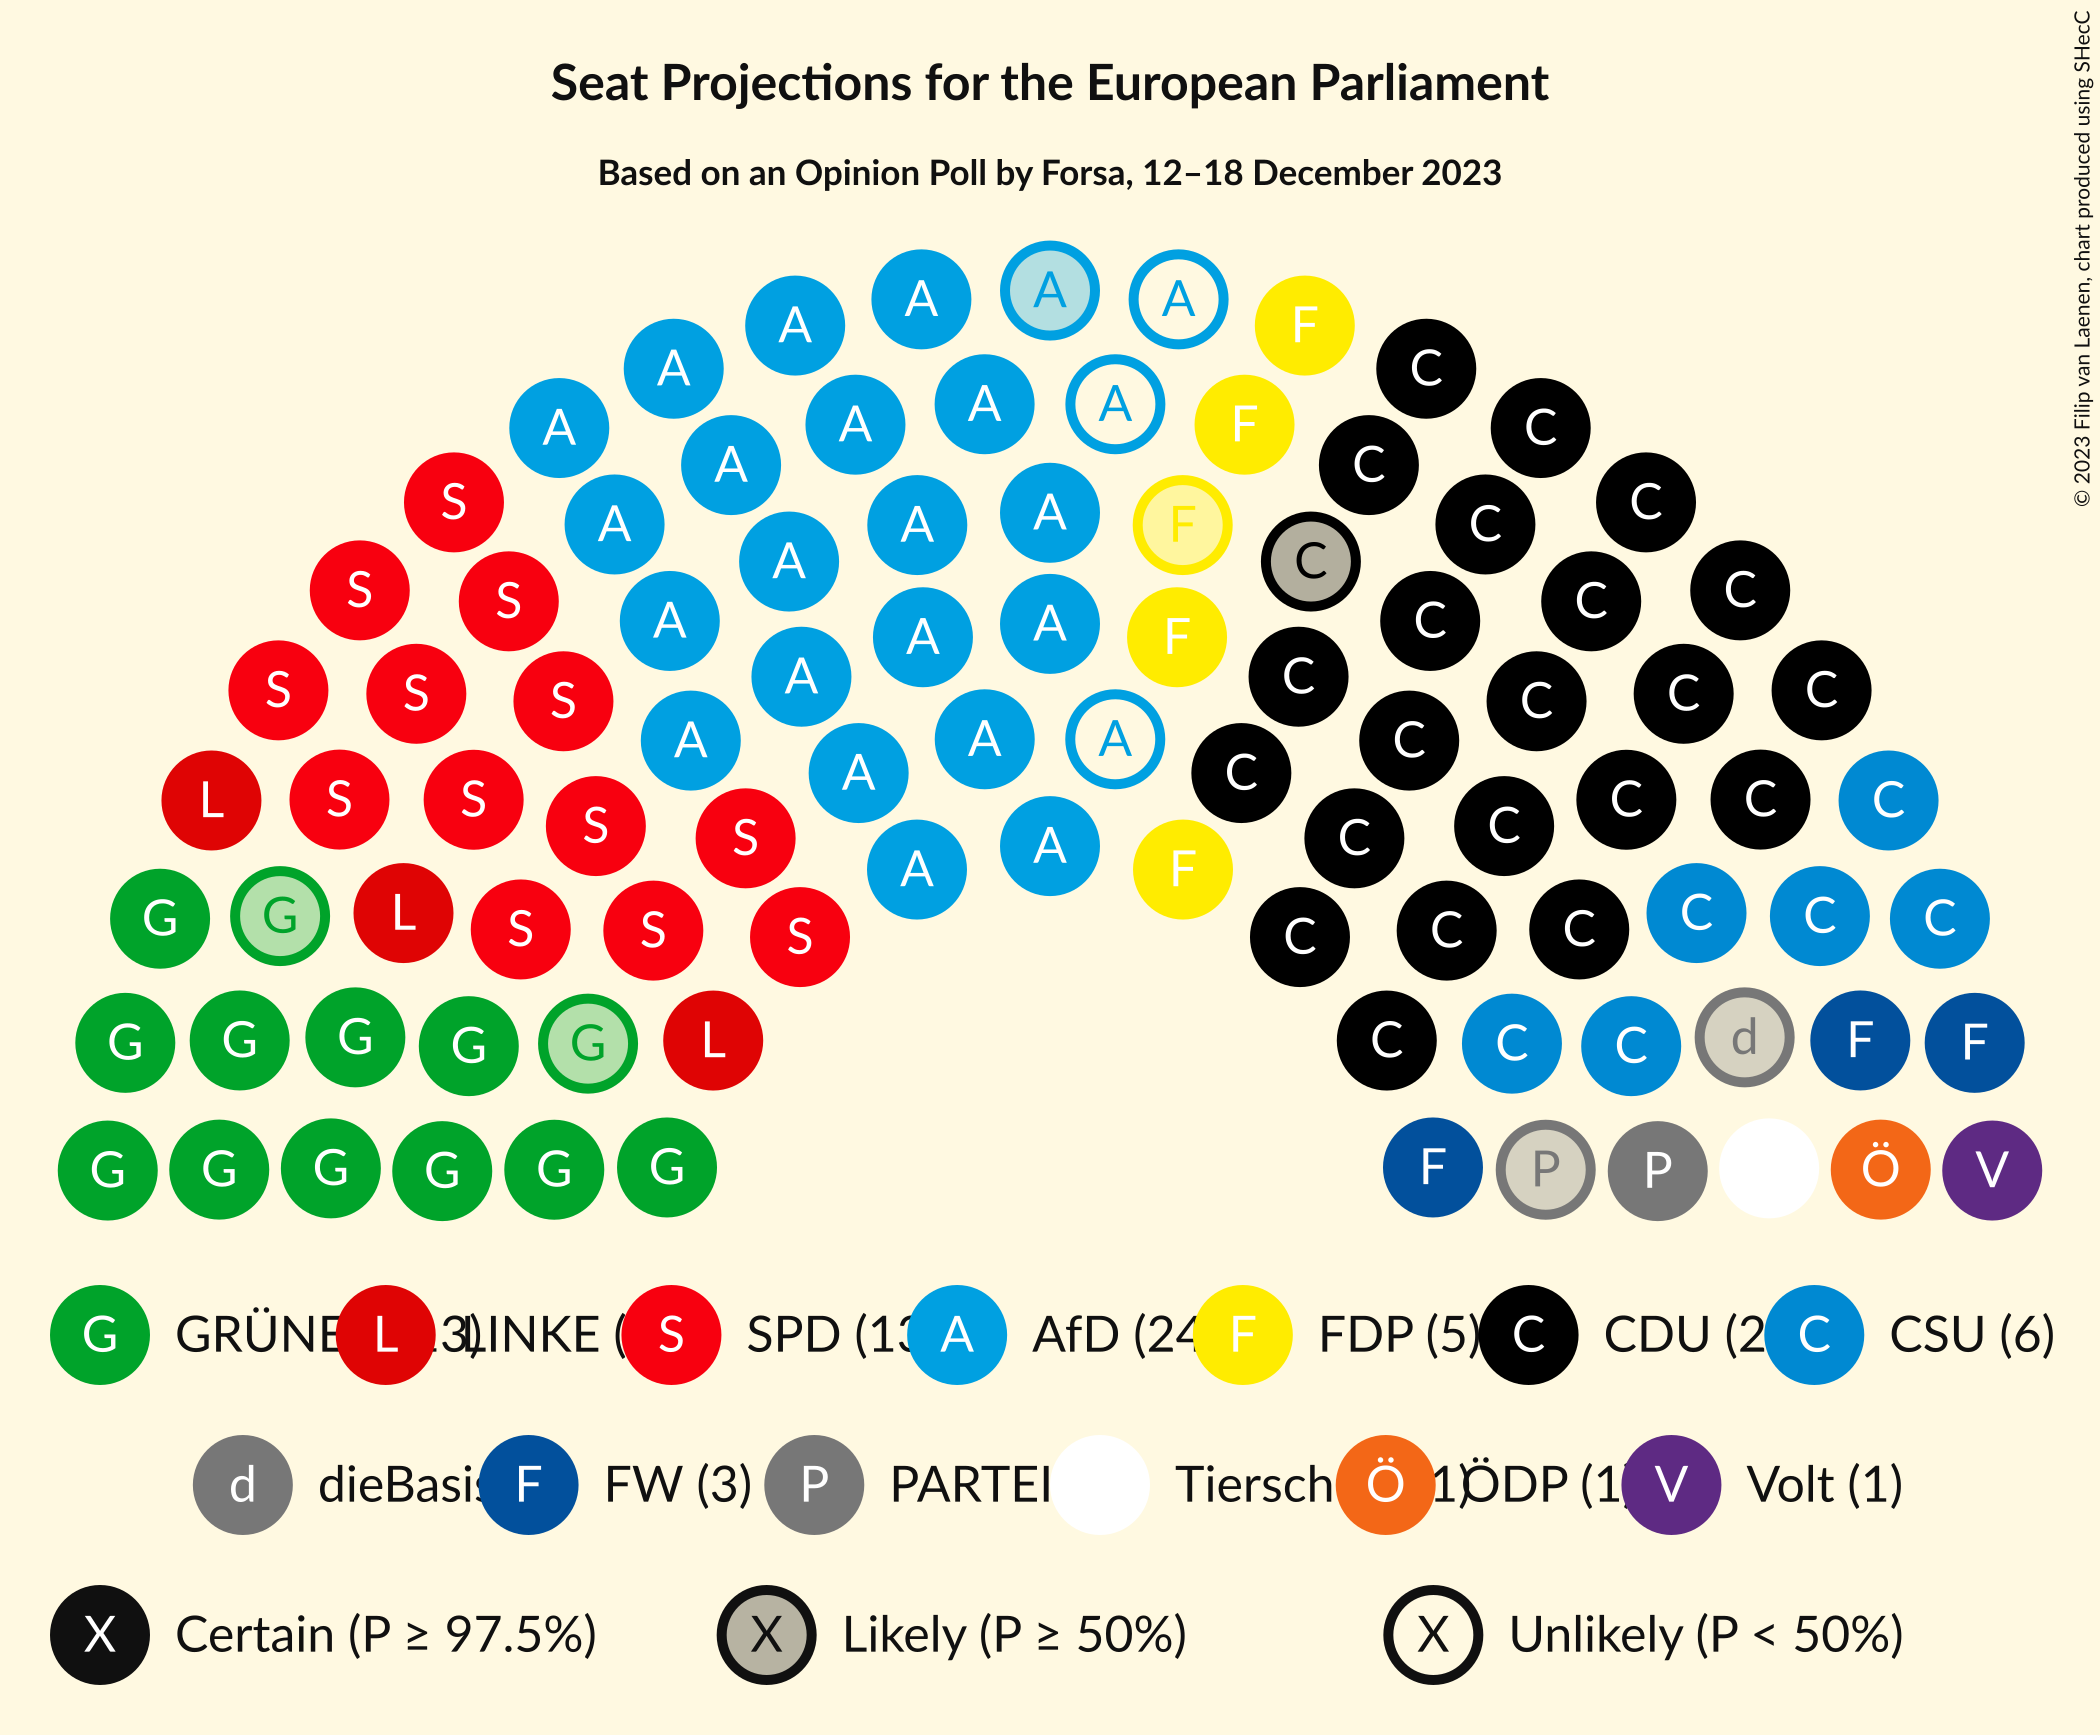 Seat Projections for the European Parliament
Based on an Opinion Poll by Forsa, 12–18 December 2023
© 2023 Filip van Laenen, chart produced using SHecC
A A A
A F
A C
A A
A A F C
A C
S A A A F C C
A C
S S C C
A A A F C
S S S A C C C C
A A A C
L S S A C C C C
S S A C C
A F
G G L S S S C C C C C C
G G G G G L C C C d F F
G G G G G G F P P Ö V
G GRÜNE 3) L LINKE ( S SPD (13 A AfD (24 F FDP (5) C CDU (2 C CSU (6)
d dieBasis F FW (3) P PARTEI Tiersch 1) Ö ÖDP (1) V Volt (1)
X Certain (P ≥ 97.5%) X Likely (P ≥ 50%) X Unlikely (P < 50%)